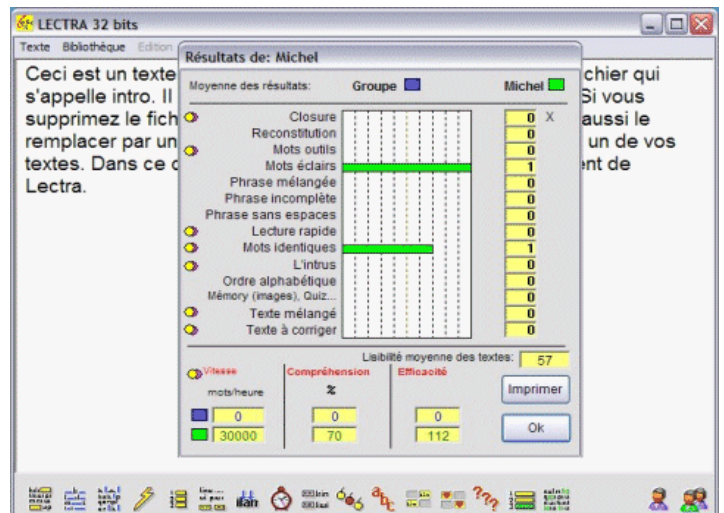 LECTRA 32 bits
Texte Bibliothèque Edition
Ceci est un texte chier qui
s'appelle intro. Il Si vous
supprimez le fich aussi le
remplacer par un un de vos
textes. Dans ce
Lectra.
Résultats de: Michel
Moyenne des résultats: Groupe Michel
Closure 0 X
Reconstitution 0
Mots outils 0
Mots éclairs 1
Phrase mélangée 0
Phrase incomplète 0
Phrase sans espaces 0
Lecture rapide 0
Mots identiques 1
L'intrus 0
Ordre alphabétique 0
Mémory (images), Quiz... 0
Texte mélangé 0
Texte à corriger 0
Lisibilité moyenne des textes: 57
Vitesse Compréhension Efficacité
mots/heure %
Imprimer
0 0 0
30000 70 112
Ok